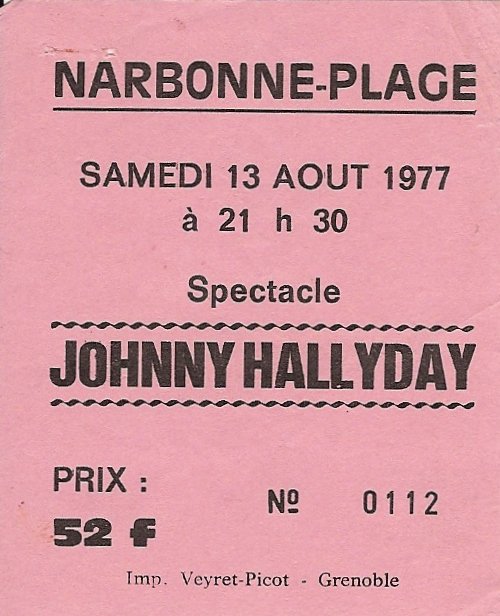 NARBONNE-PLAGE
SAMEDI 13 AOUT 1977
à 21 h 30
Spectacle
JOHNNY HALLYDAY
PRIX :
Nº 0112
52 f
Imp. Veyret-Picot - Grenoble